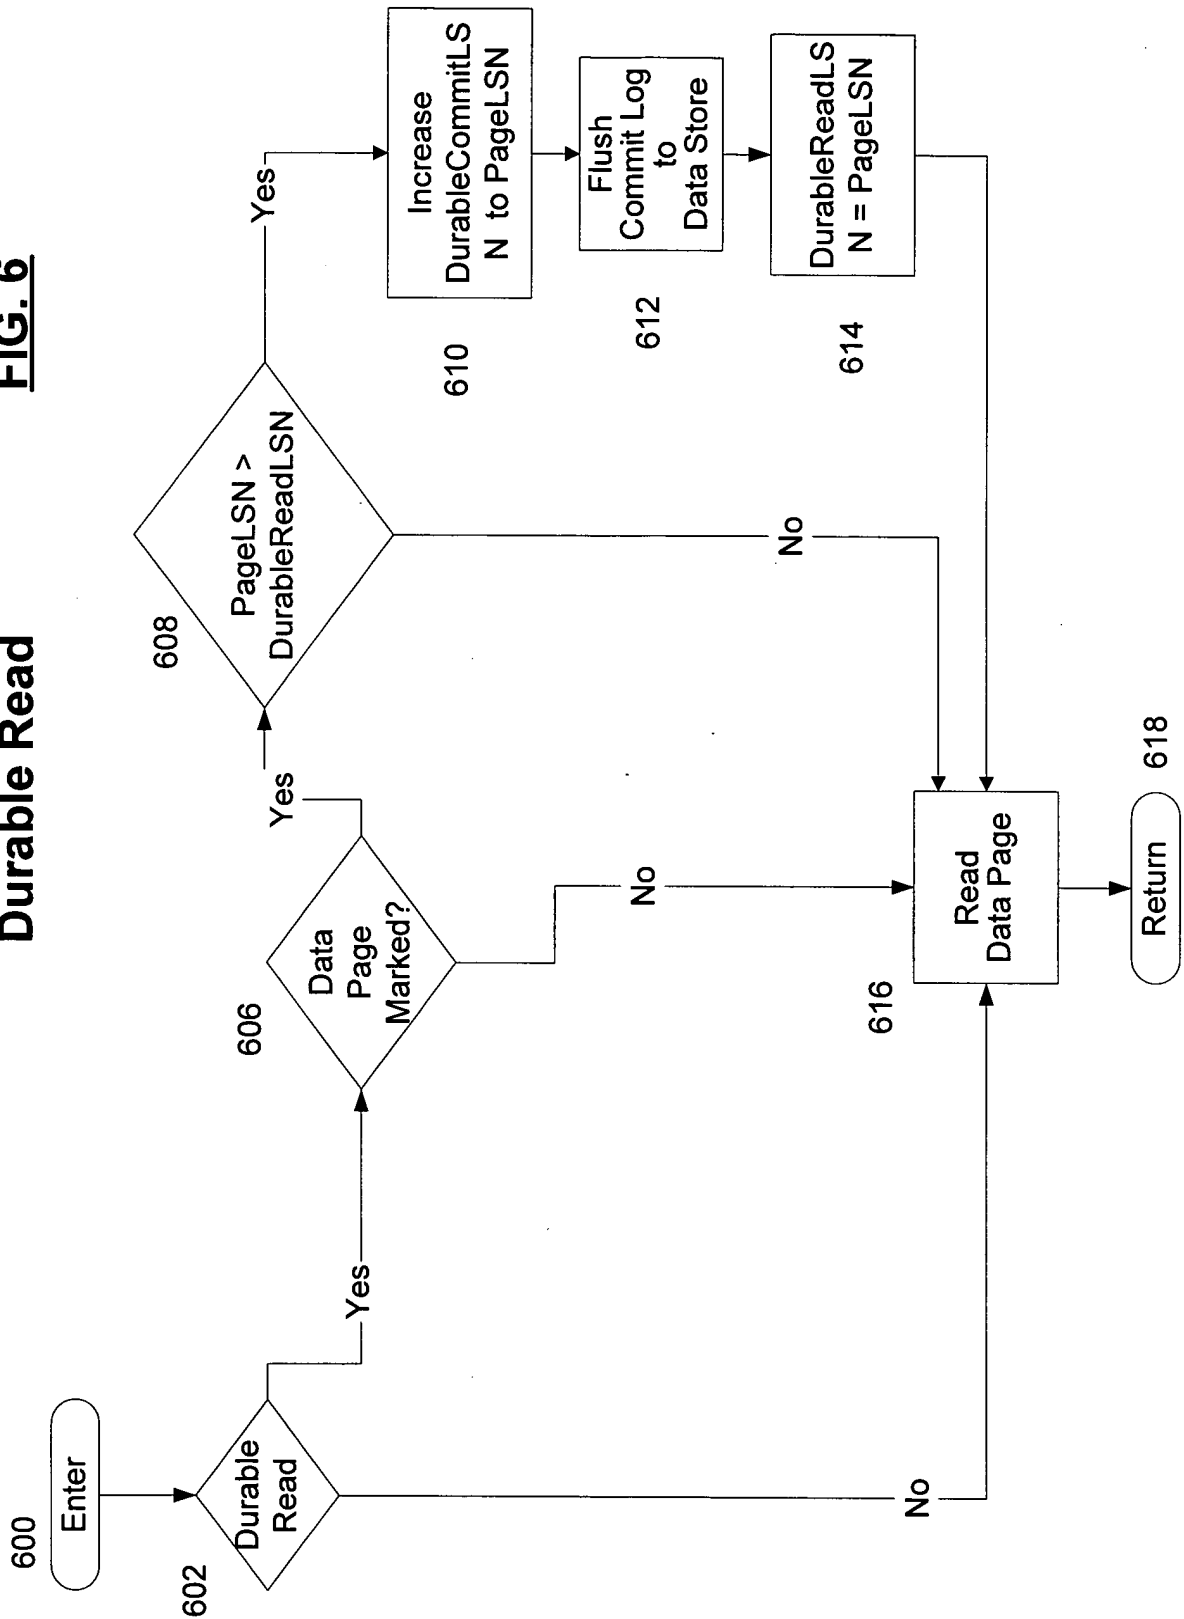 Durable Read
FIG. 6
600
Enter
602
Durable
Read
Yes
No
606
Data
Page
Marked?
Yes
No
608
PageLSN >
DurableReadLSN
Yes
No
610
Increase
DurableCommitLS
N to PageLSN
612
Flush
Commit Log
to
Data Store
614
DurableReadLS
N = PageLSN
616
Read
Data Page
618
Return